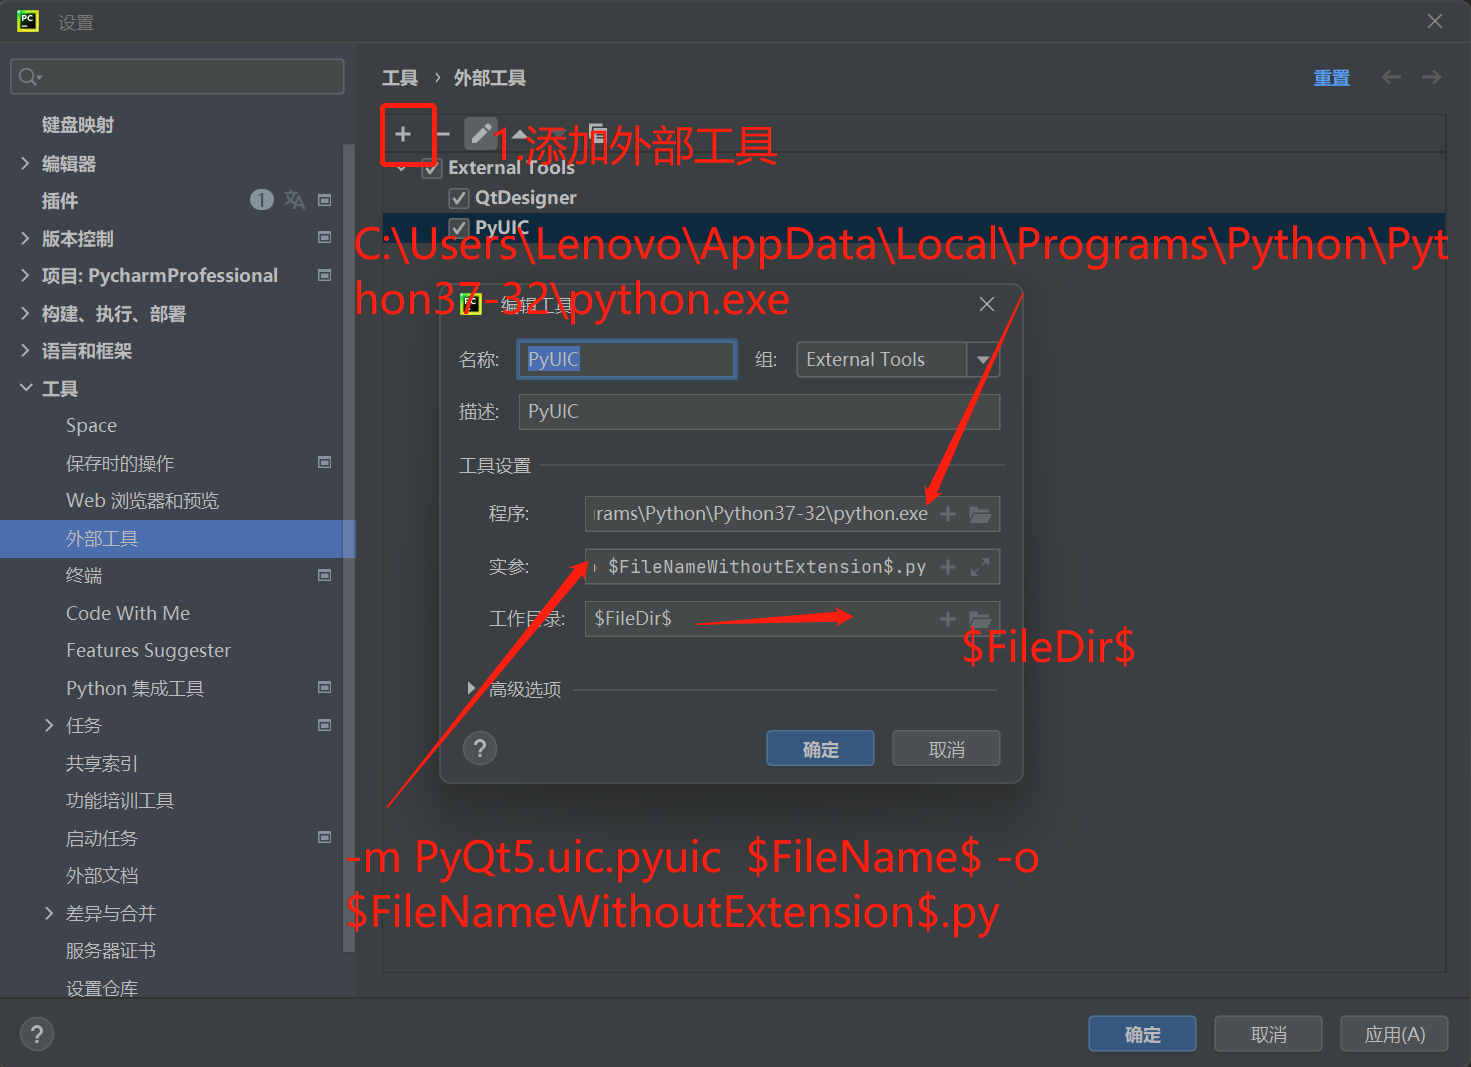 设置
工具 › 外部工具
重置
键盘映射
编辑器
插件
1
版本控制
项目: PycharmProfessional
构建、执行、部署
语言和框架
工具
Space
保存时的操作
Web 浏览器和预览
外部工具
终端
Code With Me
Features Suggester
Python 集成工具
任务
共享索引
功能培训工具
启动任务
外部文档
差异与合并
服务器证书
设置仓库
1.添加外部工具
External Tools
QtDesigner
PyUIC
C:\Users\Lenovo\AppData\Local\Programs\Python\Pyt
hon37-32\python.exe
编辑工具
名称: PyUIC 组: External Tools
描述: PyUIC
工具设置
程序: rams\Python\Python37-32\python.exe
实参: $FileNameWithoutExtension$.py
工作目录: $FileDir$
$FileDir$
高级选项
? 确定 取消
-m PyQt5.uic.pyuic $FileName$ -o
$FileNameWithoutExtension$.py
? 确定 取消 应用(A)